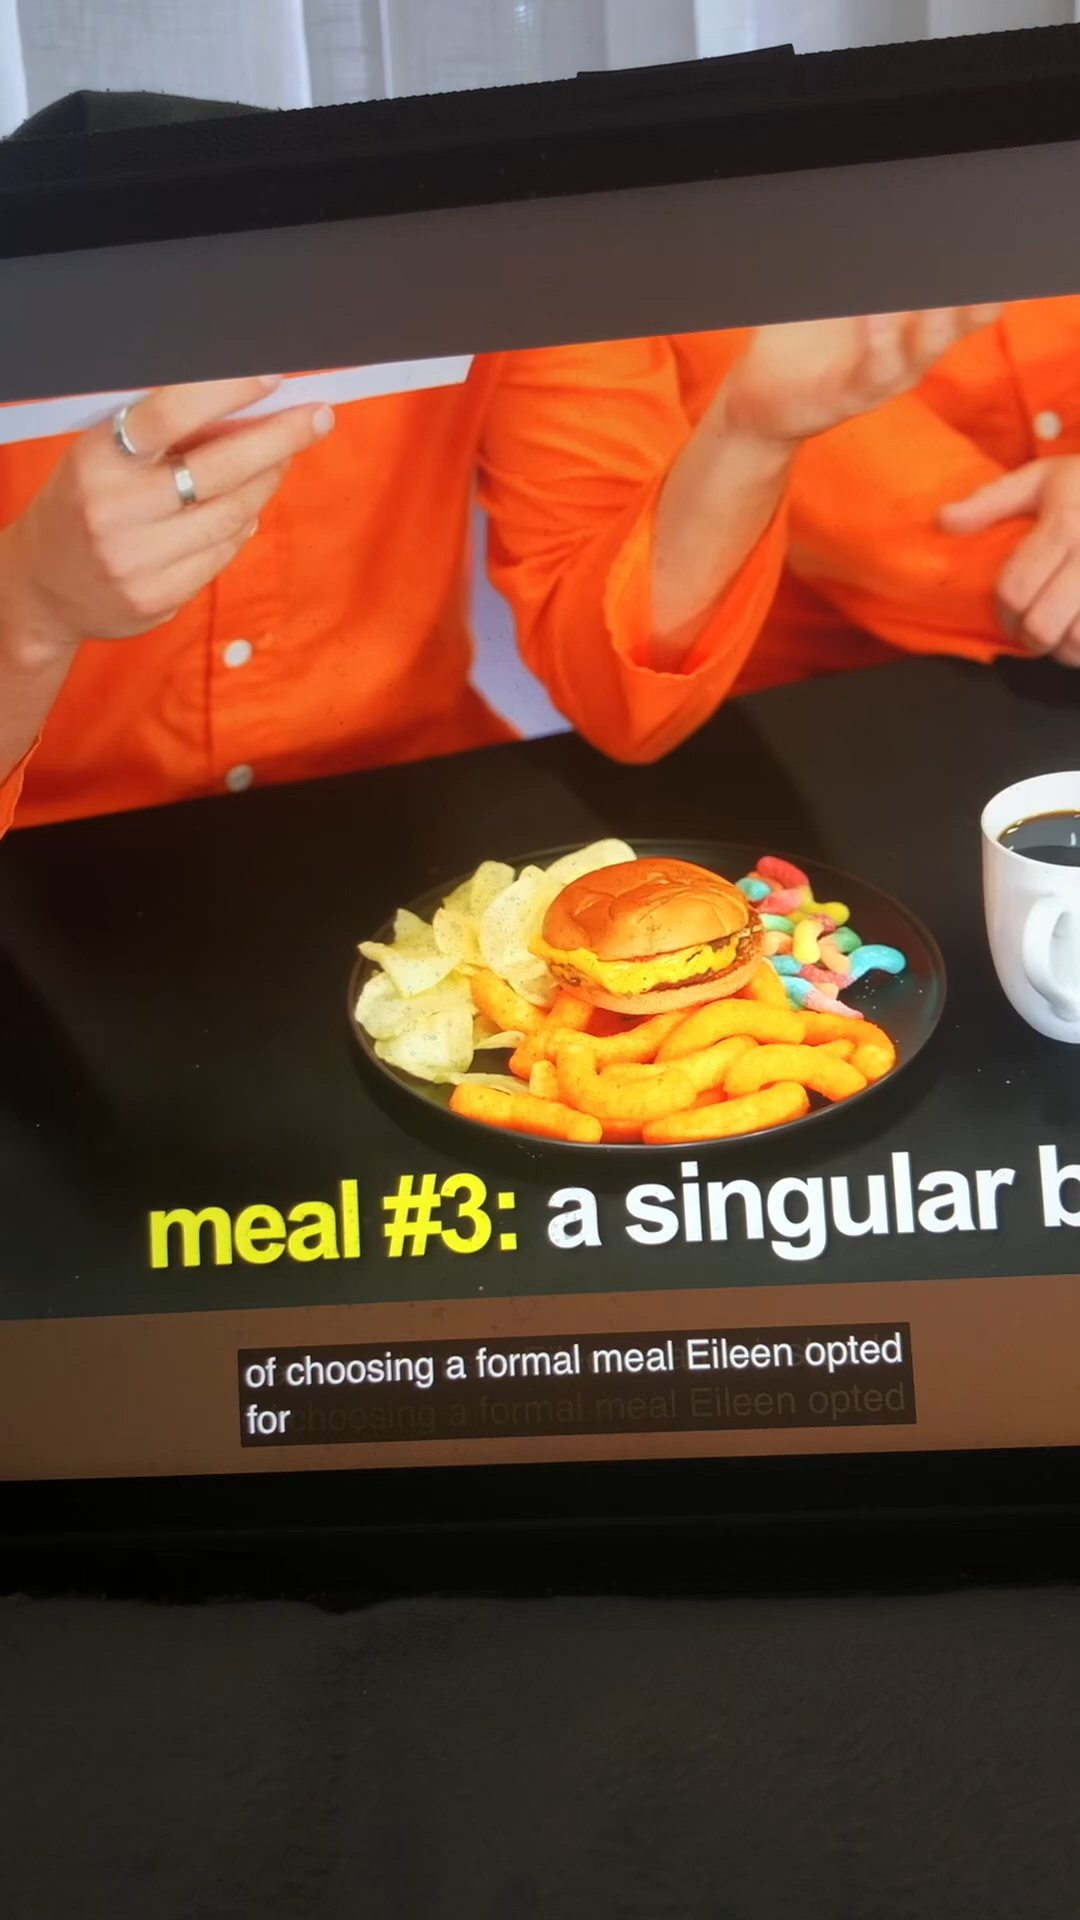 meal #3: a singular
of choosing a formal meal Eileen opted
for